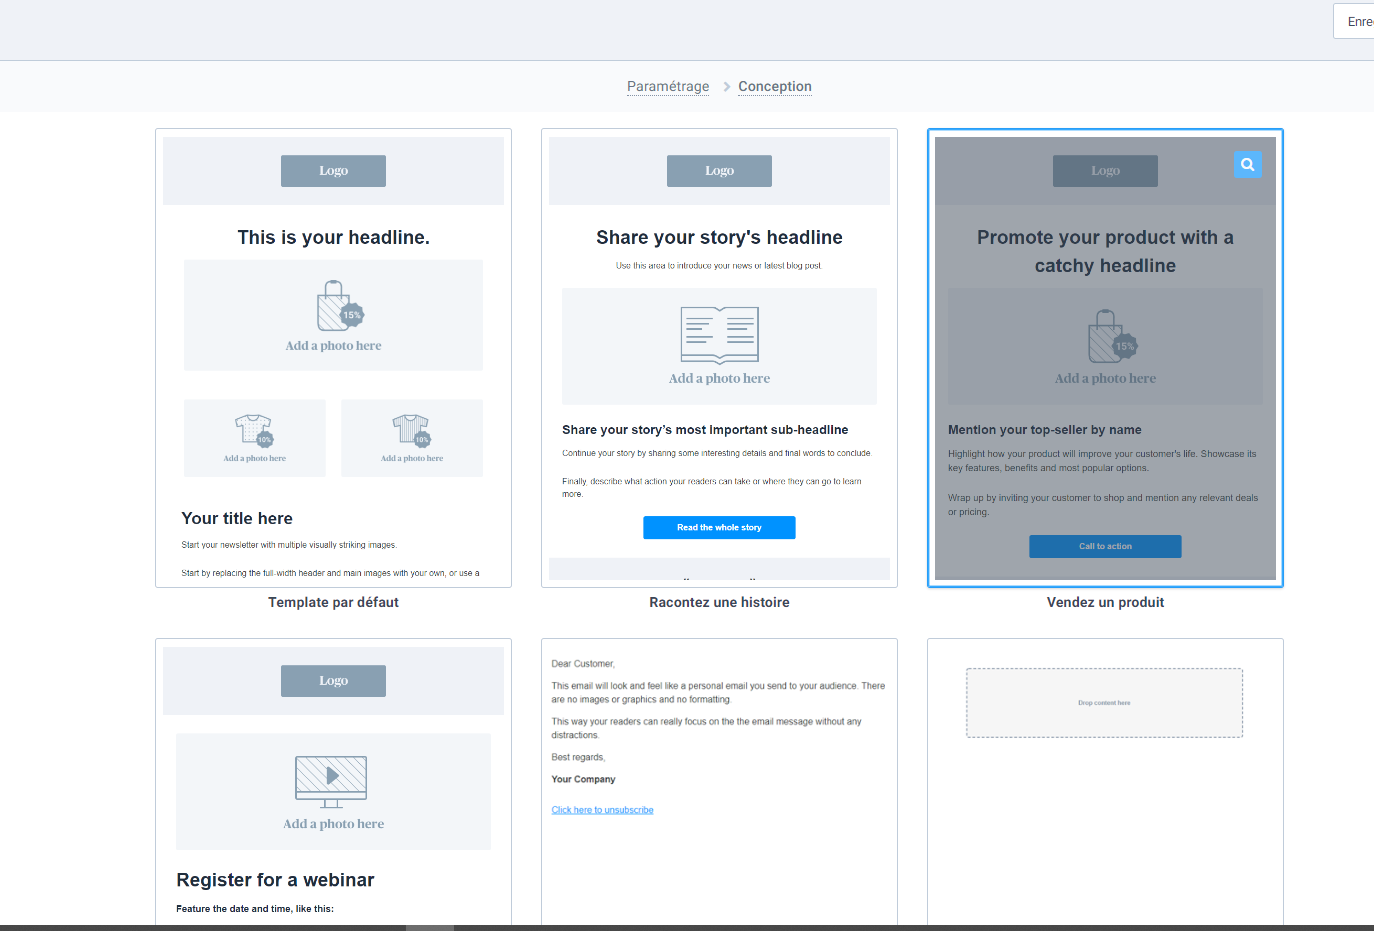 Enre
Paramétrage
Conception
Logo
This is your headline.
15%
Add a photo here
10%
Add a photo here
10%
Add a photo here
Your title here
Start your newsletter with multiple visually striking images.
Start by replacing the full-width header and main images with your own, or use a
Template par défaut
Logo
Share your story's headline
Use this area to introduce your news or latest blog post.
Add a photo here
Share your story's most important sub-headline
Continue your story by sharing some interesting details and final words to conclude.
Finally, describe what action your readers can take or where they can go to learn
more.
Read the whole story
Racontez une histoire
Logo
Promote your product with a
catchy headline
15%
Add a photo here
Mention your top-seller by name
Highlight how your product will improve your customer's life. Showcase its
key features, benefits and most popular options.
Wrap up by inviting your customer to shop and mention any relevant deals
or pricing.
Call to action
Vendez un produit
Logo
Add a photo here
Register for a webinar
Feature the date and time, like this:
Dear Customer,
This email will look and feel like a personal email you send to your audience. There
are no images or graphics and no formatting.
This way your readers can really focus on the the email message without any
distractions.
Best regards,
Your Company
Click here to unsubscribe
Drop content here